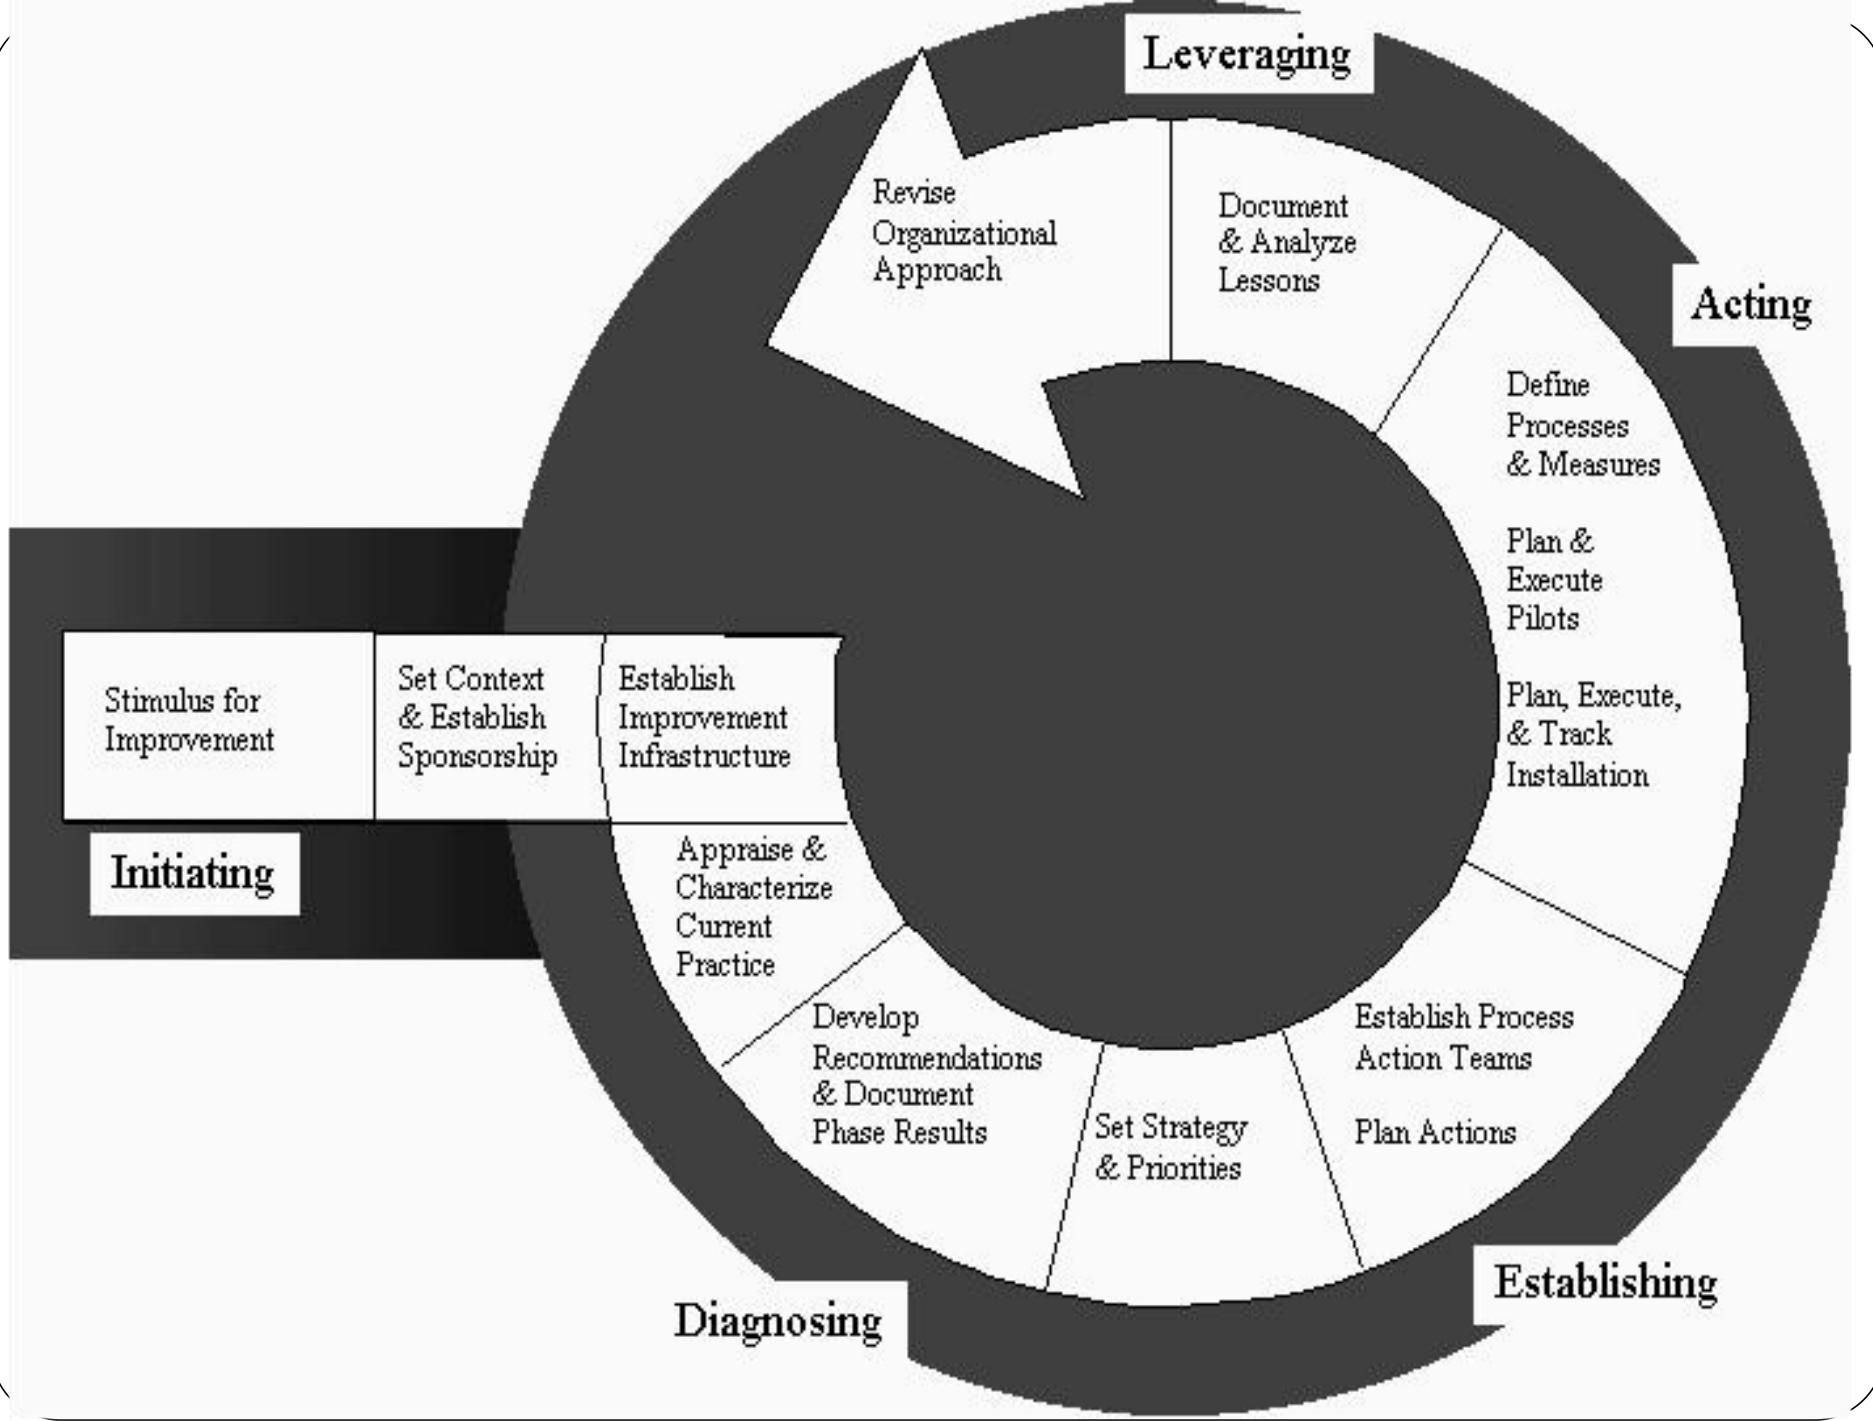 Leveraging
Revise
Organizational
Approach
Document
& Analyze
Lessons
Acting
Define
Processes
& Measures
Plan &
Execute
Pilots
Plan, Execute,
& Track
Installation
Stimulus for
Improvement
Set Context
& Establish
Sponsorship
Establish
Improvement
Infrastructure
Initiating
Appraise &
Characterize
Current
Practice
Develop
Recommendations
& Document
Phase Results
Set Strategy
& Priorities
Establish Process
Action Teams
Plan Actions
Establishing
Diagnosing